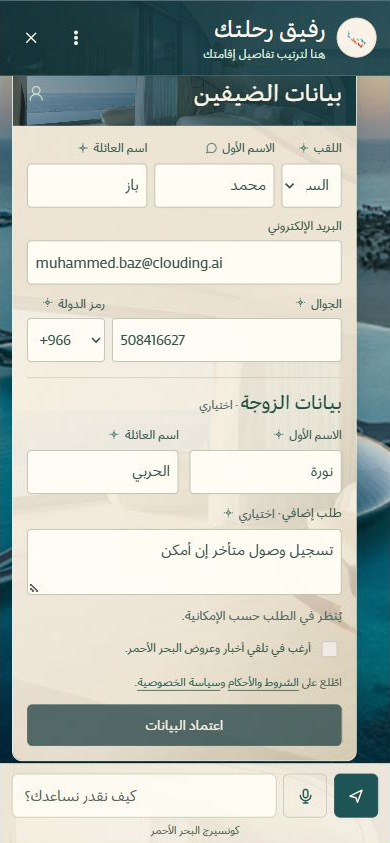 رفيق رحلتك
هنا لترتيب تفاصيل إقامتك
بيانات الضيفين
اللقب
الاسم الأول
اسم العائلة
محمد
باز
البريد الإلكتروني
muhammed.baz@clouding.ai
الجوال
رمز الدولة
508416627
+966
بيانات الزوجة · اختياري
الاسم الأول
اسم العائلة
نورة
الحربي
طلب إضافي · اختياري
تسجيل وصول متأخر إن أمكن
يُنظر في الطلب حسب الإمكانية.
أرغب في تلقي أخبار وعروض البحر الأحمر.
اطّلع على الشروط والأحكام وسياسة الخصوصية.
اعتماد البيانات
كيف نقدر نساعدك؟
كونسيرج البحر الأحمر